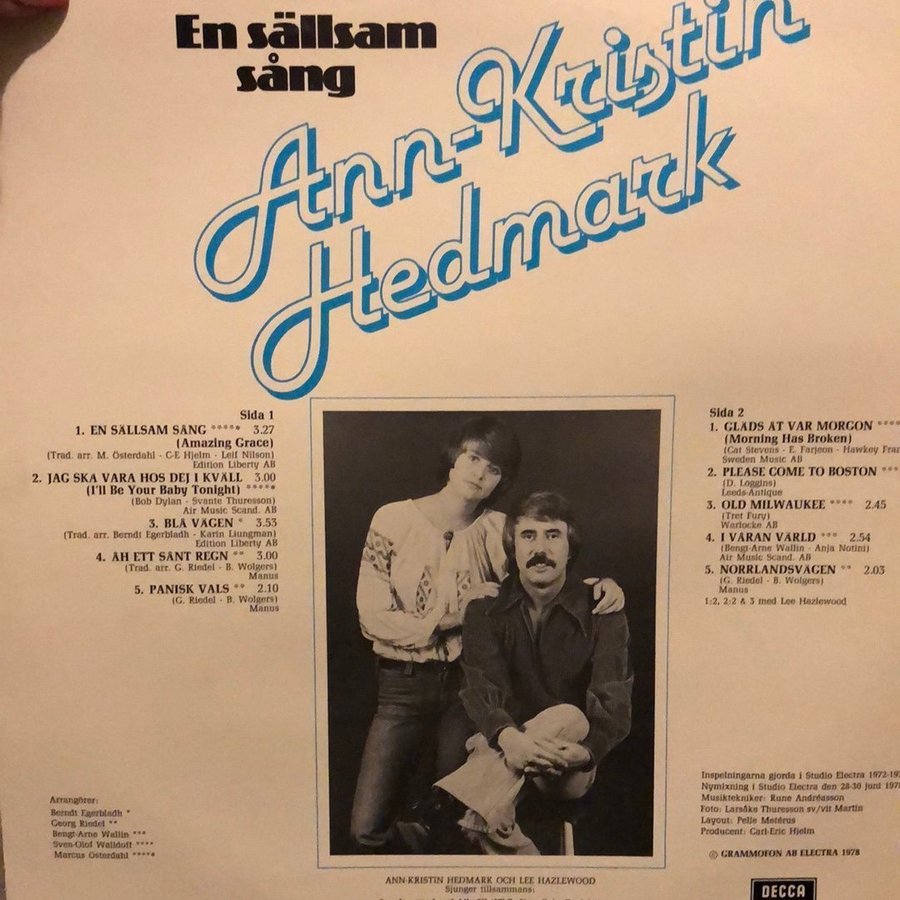 En sällsam
sång
Ann-Kristin
Hedmark
Sida 1
1. EN SÄLLSAM SÅNG ***** 3.27
(Amazing Grace)
(Trad. arr. M. Österdahl - C-E Hjelm - Leif Nilson)
Edition Liberty AB
2. JAG SKA VARA HOS DEJ I KVÄLL 3.00
(I'll Be Your Baby Tonight) *****
(Bob Dylan - Svante Thuresson)
Air Music Scand. AB
3. BLÅ VÄGEN * 3.53
(Trad. arr. Berndt Egerbladh - Karin Liungman)
Edition Liberty AB
4. ÅH ETT SÅNT REGN ** 3.00
(Trad. arr. G. Riedel - B. Wolgers)
Manus
5. PANISK VALS ** 2.10
(G. Riedel - B. Wolgers)
Manus
Sida 2
1. GLÄDS ÅT VÅR MORGON ****
(Morning Has Broken)
(Cat Stevens - E. Farjeon - Hawkey
Sweden Music AB
2. PLEASE COME TO BOSTON ***
(D. Loggins)
Leeds-Antique
3. OLD MILWAUKEE **** 2.45
(Tret Fury)
Warlocke AB
4. I VÅRAN VÄRLD *** 2.54
(Bengt-Arne Wallin - Anja Notini)
Air Music Scand. AB
5. NORRLANDSVÄGEN ** 2.03
(G. Riedel - B. Wolgers)
Manus
1:2, 2:2 & 3 med Lee Hazlewood
Arrangörer:
Berndt Egerbladh *
Georg Riedel **
Bengt-Arne Wallin ***
Sven-Olof Walldoff ****
Marcus Österdahl *****
Inspelningarna gjorda i Studio Electra 1972-
Nymixning i Studio Electra den 28-30 juni
Musiktekniker: Rune Andréasson
Foto: Larsåke Thuresson sv/vit Martin
Layout: Pelle Metérus
Producent: Carl-Eric Hjelm
℗ GRAMMOFON AB ELECTRA 1978
ANN-KRISTIN HEDMARK OCH LEE HAZLEWOOD
Sjunger tillsammans:
DECCA